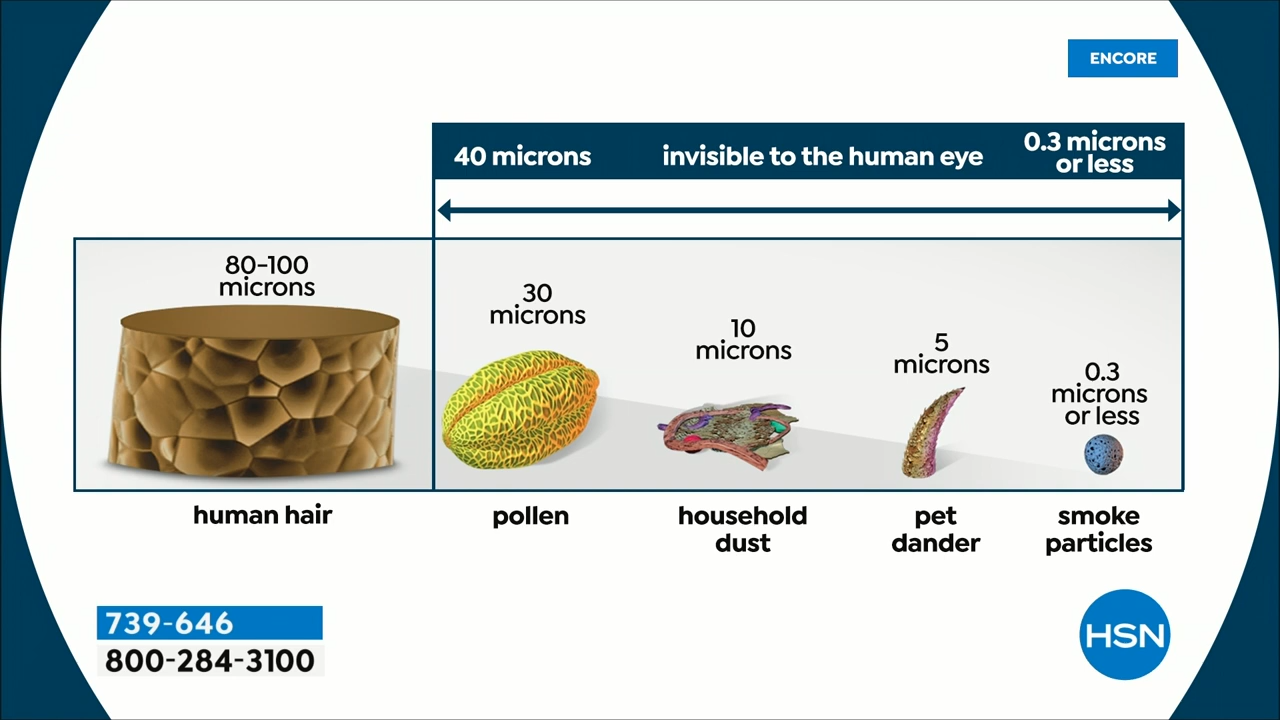 ENCORE
40 microns
invisible to the human eye
0.3 microns
or less
80-100
microns
30
microns
10
microns
5
microns
0.3
microns
or less
human hair
pollen
household
dust
pet
dander
smoke
particles
739-646
800-284-3100
HSN